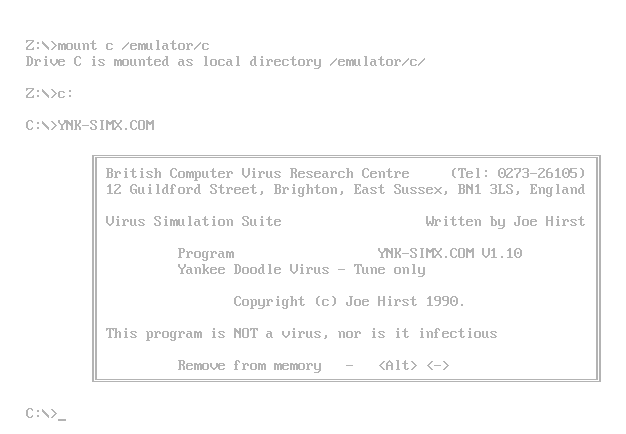 Z:\>mount c /emulator/c
Drive C is mounted as local directory /emulator/c/
Z:\>c:
C:\>YNK-SIMX.COM
British Computer Virus Research Centre (Tel: 0273-26105)
12 Guildford Street, Brighton, East Sussex, BN1 3LS, England
Virus Simulation Suite Written by Joe Hirst
Program YNK-SIMX.COM V1.10
Yankee Doodle Virus - Tune only
Copyright (c) Joe Hirst 1990.
This program is NOT a virus, nor is it infectious
Remove from memory - <Alt> <->
C:\>_